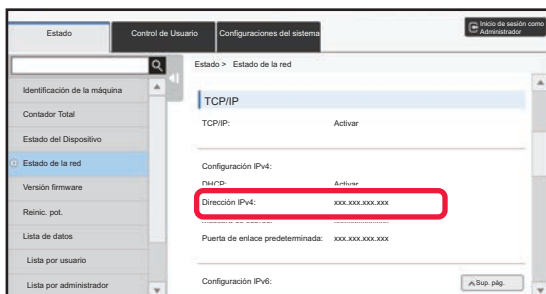 Estado
Control de Usuario
Configuraciones del sistema
Inicio de sesión como
Administrador
Estado > Estado de la red
Identificación de la máquina
Contador Total
Estado del Dispositivo
Estado de la red
Versión firmware
Reinic. pot.
Lista de datos
Lista por usuario
Lista por administrador
TCP/IP
TCP/IP: Activar
Configuración IPv4:
DHCP: Activar
Dirección IPv4: xxx.xxx.xxx.xxx
Puerta de enlace predeterminada: xxx.xxx.xxx.xxx
Configuración IPv6:
Sup. pág.